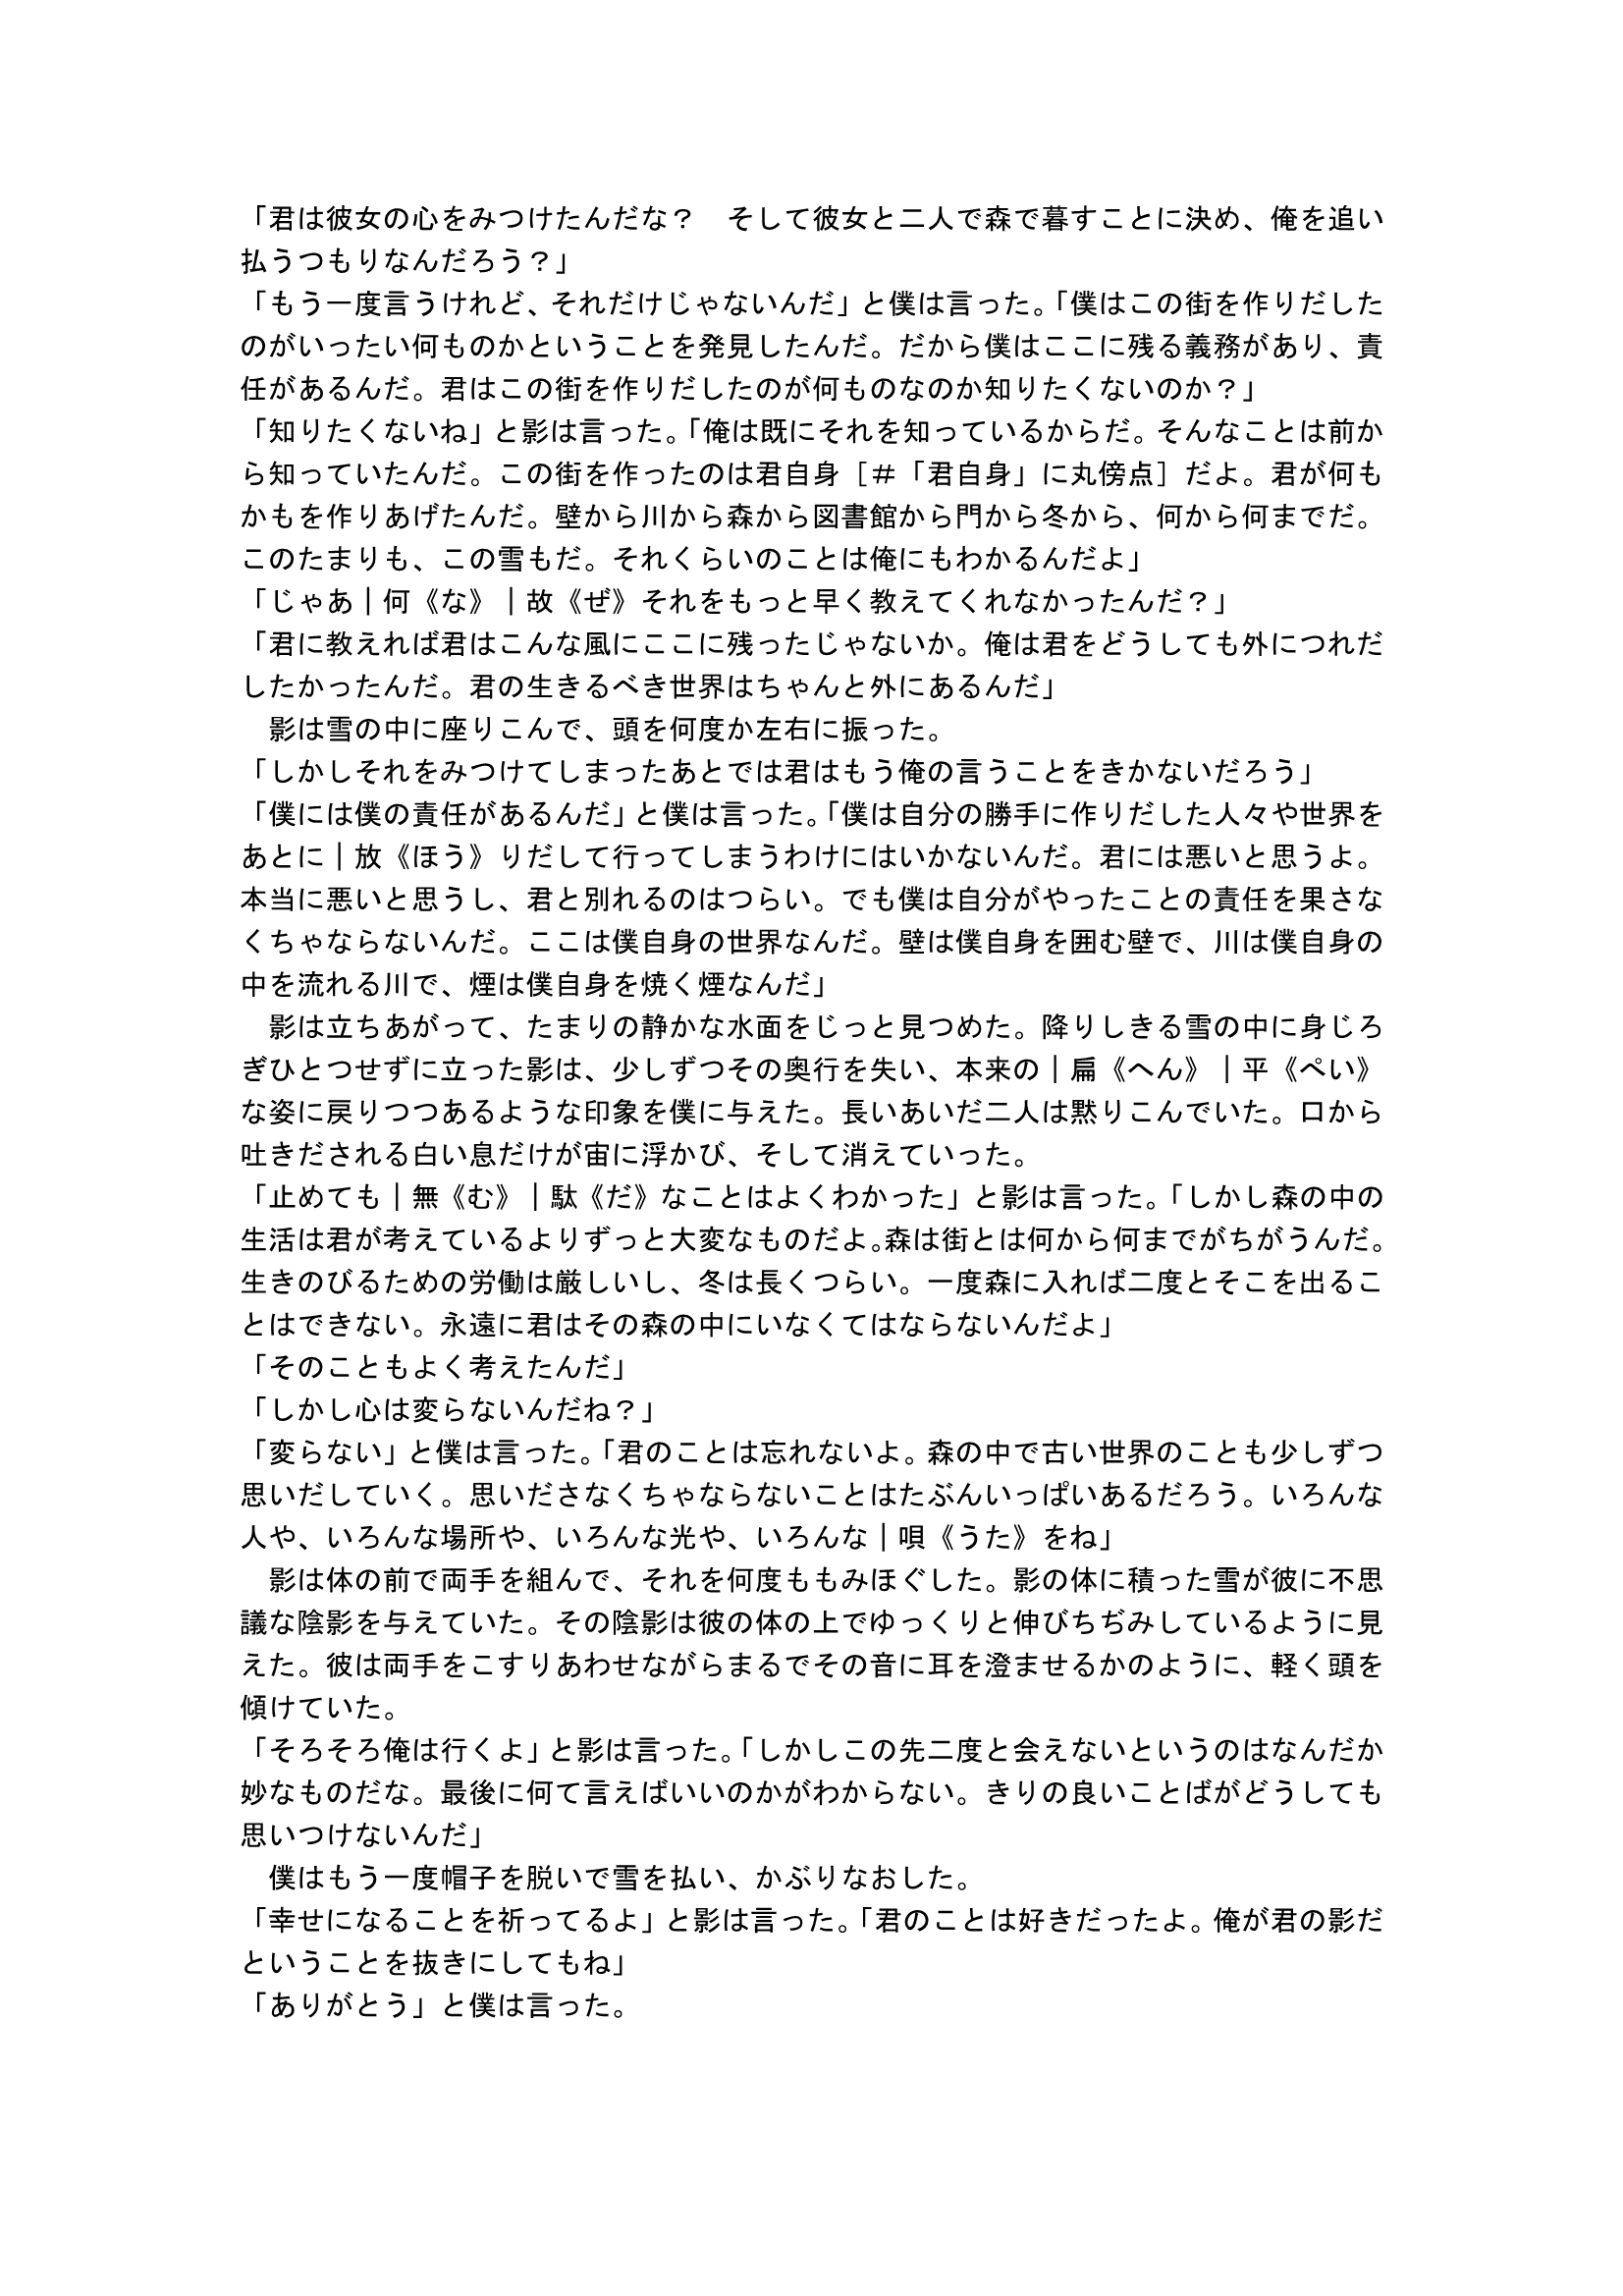 「君は彼女の心をみつけたんだな？　そして彼女と二人で森で暮すことに決め、俺を追い
払うつもりなんだろう？」
「もう一度言うけれど、それだけじゃないんだ」と僕は言った。「僕はこの街を作りだした
のがいったい何ものかということを発見したんだ。だから僕はここに残る義務があり、責
任があるんだ。君はこの街を作りだしたのが何ものなのか知りたくないのか？」
「知りたくないね」と影は言った。「俺は既にそれを知っているからだ。そんなことは前か
ら知っていたんだ。この街を作ったのは君自身［＃「君自身」に丸傍点］だよ。君が何も
かもを作りあげたんだ。壁から川から森から図書館から門から冬から、何から何までだ。
このたまりも、この雪もだ。それくらいのことは俺にもわかるんだよ」
「じゃあ｜何《な》｜故《ぜ》それをもっと早く教えてくれなかったんだ？」
「君に教えれば君はこんな風にここに残ったじゃないか。俺は君をどうしても外につれだ
したかったんだ。君の生きるべき世界はちゃんと外にあるんだ」
　影は雪の中に座りこんで、頭を何度か左右に振った。
「しかしそれをみつけてしまったあとでは君はもう俺の言うことをきかないだろう」
「僕には僕の責任があるんだ」と僕は言った。「僕は自分の勝手に作りだした人々や世界を
あとに｜放《ほう》りだして行ってしまうわけにはいかないんだ。君には悪いと思うよ。
本当に悪いと思うし、君と別れるのはつらい。でも僕は自分がやったことの責任を果さな
くちゃならないんだ。ここは僕自身の世界なんだ。壁は僕自身を囲む壁で、川は僕自身の
中を流れる川で、煙は僕自身を焼く煙なんだ」
　影は立ちあがって、たまりの静かな水面をじっと見つめた。降りしきる雪の中に身じろ
ぎひとつせずに立った影は、少しずつその奥行を失い、本来の｜扁《へん》｜平《ぺい》
な姿に戻りつつあるような印象を僕に与えた。長いあいだ二人は黙りこんでいた。口から
吐きだされる白い息だけが宙に浮かび、そして消えていった。
「止めても｜無《む》｜駄《だ》なことはよくわかった」と影は言った。「しかし森の中の
生活は君が考えているよりずっと大変なものだよ。森は街とは何から何までがちがうんだ。
生きのびるための労働は厳しいし、冬は長くつらい。一度森に入れば二度とそこを出るこ
とはできない。永遠に君はその森の中にいなくてはならないんだよ」
「そのこともよく考えたんだ」
「しかし心は変らないんだね？」
「変らない」と僕は言った。「君のことは忘れないよ。森の中で古い世界のことも少しずつ
思いだしていく。思いださなくちゃならないことはたぶんいっぱいあるだろう。いろんな
人や、いろんな場所や、いろんな光や、いろんな｜唄《うた》をね」
　影は体の前で両手を組んで、それを何度ももみほぐした。影の体に積った雪が彼に不思
議な陰影を与えていた。その陰影は彼の体の上でゆっくりと伸びちぢみしているように見
えた。彼は両手をこすりあわせながらまるでその音に耳を澄ませるかのように、軽く頭を
傾けていた。
「そろそろ俺は行くよ」と影は言った。「しかしこの先二度と会えないというのはなんだか
妙なものだな。最後に何て言えばいいのかがわからない。きりの良いことばがどうしても
思いつけないんだ」
　僕はもう一度帽子を脱いで雪を払い、かぶりなおした。
「幸せになることを祈ってるよ」と影は言った。「君のことは好きだったよ。俺が君の影だ
ということを抜きにしてもね」
「ありがとう」と僕は言った。